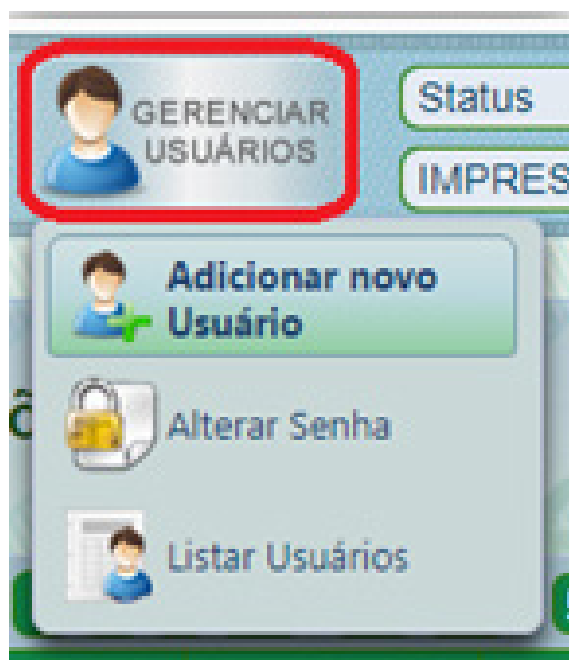 GERENCIAR
USUÁRIOS
Status
IMPRES
Adicionar novo
Usuário
Alterar Senha
Listar Usuários